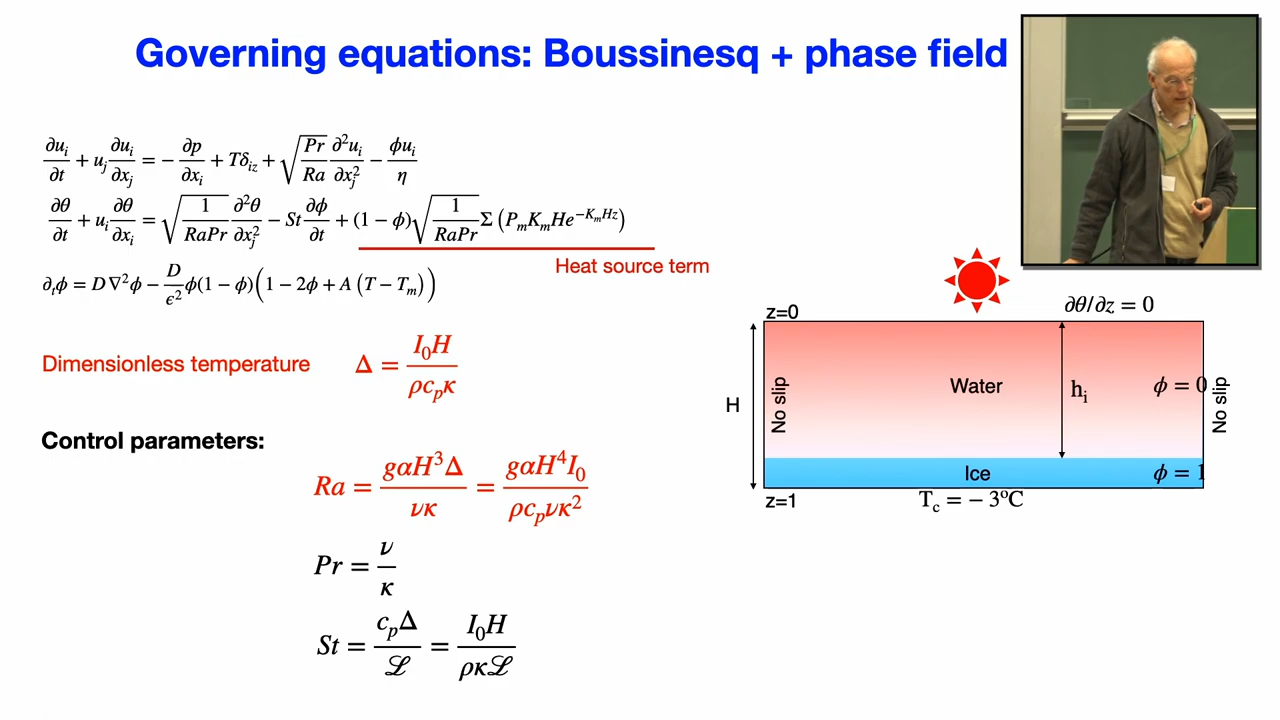 Governing equations: Boussinesq + phase field
∂u_i/∂t + u_j ∂u_i/∂x_j = − ∂p/∂x_i + Tδ_iz + √(Pr/Ra) ∂²u_i/∂x_j² − ϕu_i/η
∂θ/∂t + u_i ∂θ/∂x_i = √(1/RaPr) ∂²θ/∂x_j² − St ∂ϕ/∂t + (1 − ϕ)√(1/RaPr) Σ (P_m K_m H e^{−K_m Hz})
Heat source term
∂_tϕ = D∇²ϕ − D/ϵ² ϕ(1 − ϕ)(1 − 2ϕ + A (T − T_m))
Dimensionless temperature Δ = I_0H/ρc_pκ
Control parameters:
Ra = gαH³Δ/νκ = gαH⁴I_0/ρc_pνκ²
Pr = ν/κ
St = c_pΔ/ℒ = I_0H/ρκℒ
z=0
∂θ/∂z = 0
H
No slip
Water
h_i
ϕ = 0
No slip
Ice
ϕ = 1
z=1
T_c = − 3°C